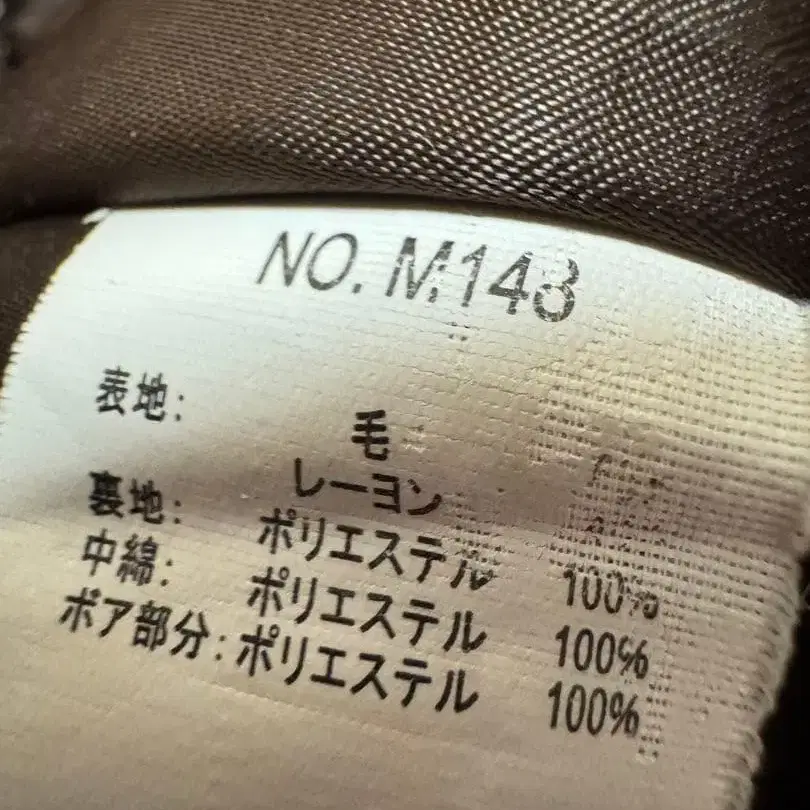 NO. M148
表地:
毛
レーヨン
裏地: ポリエステル 100%
中綿: ポリエステル 100%
ボア部分: ポリエステル 100%